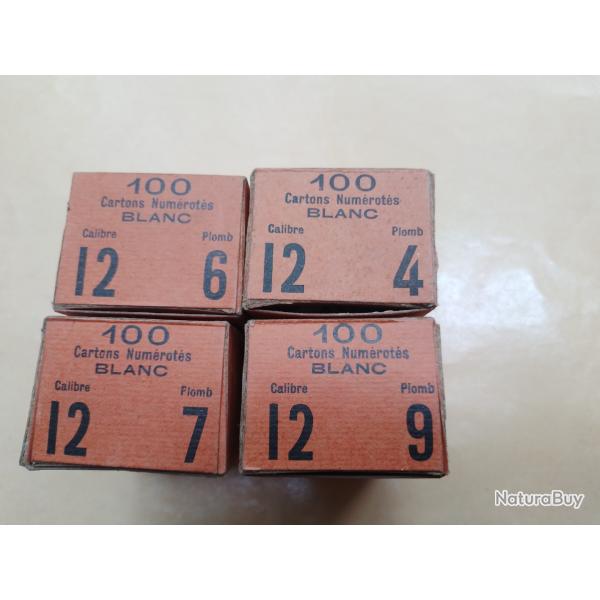 100
Cartons Numérotés
BLANC
Calibre Plomb
12 6
100
Cartons Numérotés
BLANC
Calibre Plomb
12 4
100
Cartons Numérotés
BLANC
Calibre Plomb
12 7
100
Cartons Numérotés
BLANC
Calibre Plomb
12 9
NaturaBuy